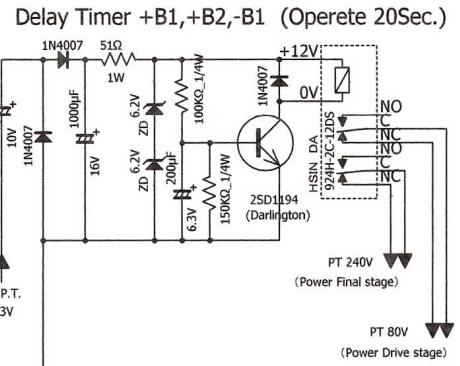 Delay Timer +B1,+B2,-B1 (Operete 20Sec.)
1N4007
51Ω
1W
+12V
0V
1N4007
1000μF
16V
10V
1N4007
6.2V
ZD
6.2V
ZD
100KΩ_1/4W
200μF
6.3V
150KΩ_1/4W
2SD1194
(Darlington)
HSIN DA
924H-2C-12DS
NO
C
NC
NO
C
NC
P.T.
3V
PT 240V
(Power Final stage)
PT 80V
(Power Drive stage)